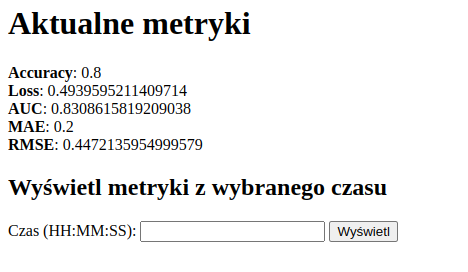 Aktualne metryki
Accuracy: 0.8
Loss: 0.4939595211409714
AUC: 0.8308615819209038
MAE: 0.2
RMSE: 0.4472135954999579
Wyświetl metryki z wybranego czasu
Czas (HH:MM:SS): Wyświetl